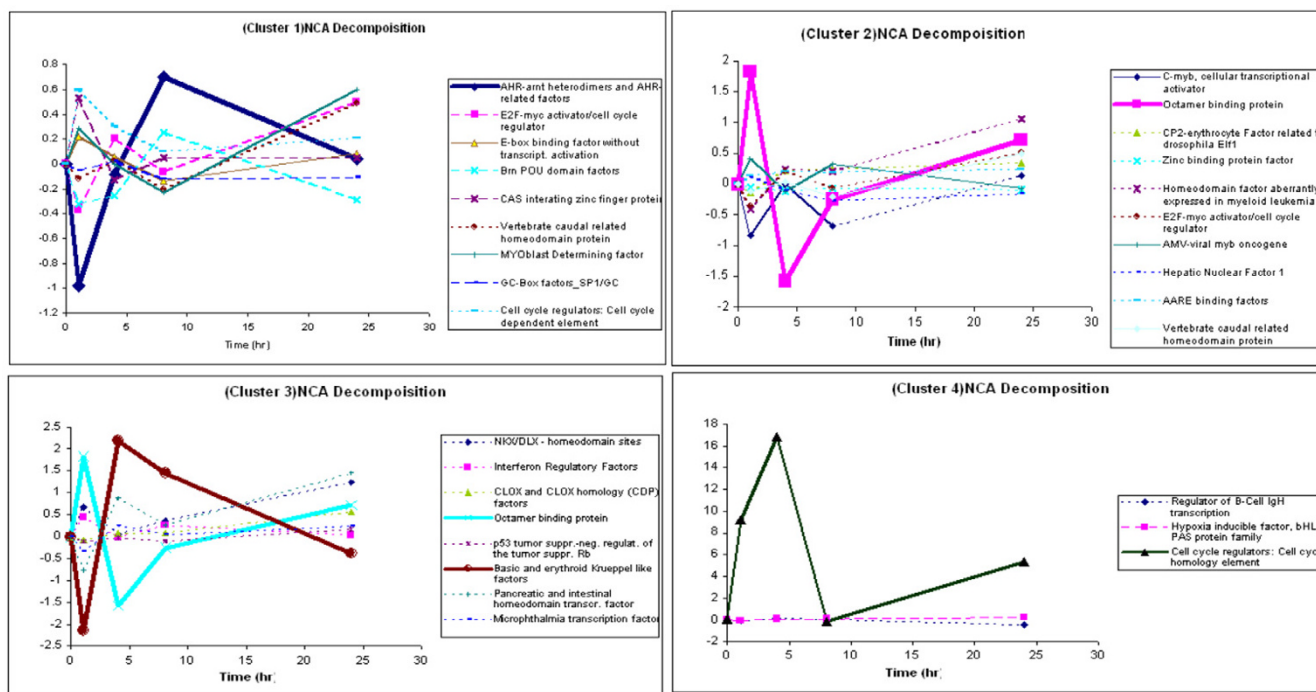 (Cluster 1)NCA Decompoisition
0.8
0.6
0.4
0.2
0
-0.2
-0.4
-0.6
-0.8
-1
-1.2
0 5 10 15 20 25 30
Time (hr)
AHR-arnt heterodimers and AHR-
related factors
E2F-myc activator/cell cycle
regulator
E-box binding factor without
transcript. activation
Brn POU domain factors
CAS interating zinc finger protein
Vertebrate caudal related
homeodomain protein
MYOblast Determining factor
GC-Box factors_SP1/GC
Cell cycle regulators: Cell cycle
dependent element
(Cluster 2)NCA Decompoisition
2
1.5
1
0.5
0
-0.5
-1
-1.5
-2
0 5 10 15 20 25 30
Time (hr)
C-myb, cellular transcriptional
activator
Octamer binding protein
CP2-erythrocyte Factor related t
drosophila Elf1
Zinc binding protein factor
Homeodomain factor aberrantly
expressed in myeloid leukemia
E2F-myc activator/cell cycle
regulator
AMV-viral myb oncogene
Hepatic Nuclear Factor 1
AARE binding factors
Vertebrate caudal related
homeodomain protein
(Cluster 3)NCA Decompoisition
2.5
2
1.5
1
0.5
0
-0.5
-1
-1.5
-2
-2.5
0 5 10 15 20 25 30
Time (hr)
NKX/DLX - homeodomain sites
Interferon Regulatory Factors
CLOX and CLOX homology (CDP)
factors
Octamer binding protein
p53 tumor suppr.-neg. regulat. of
the tumor suppr. Rb
Basic and erythroid Krueppel like
factors
Pancreatic and intestinal
homeodomain transcr. factor
Microphthalmia transcription factor
(Cluster 4)NCA Decomposition
18
16
14
12
10
8
6
4
2
0
-2
0 5 10 15 20 25 30
Time (hr)
Regulator of B-Cell IgH
transcription
Hypoxia inducible factor, bHL
PAS protein family
Cell cycle regulators: Cell cyc
homology element